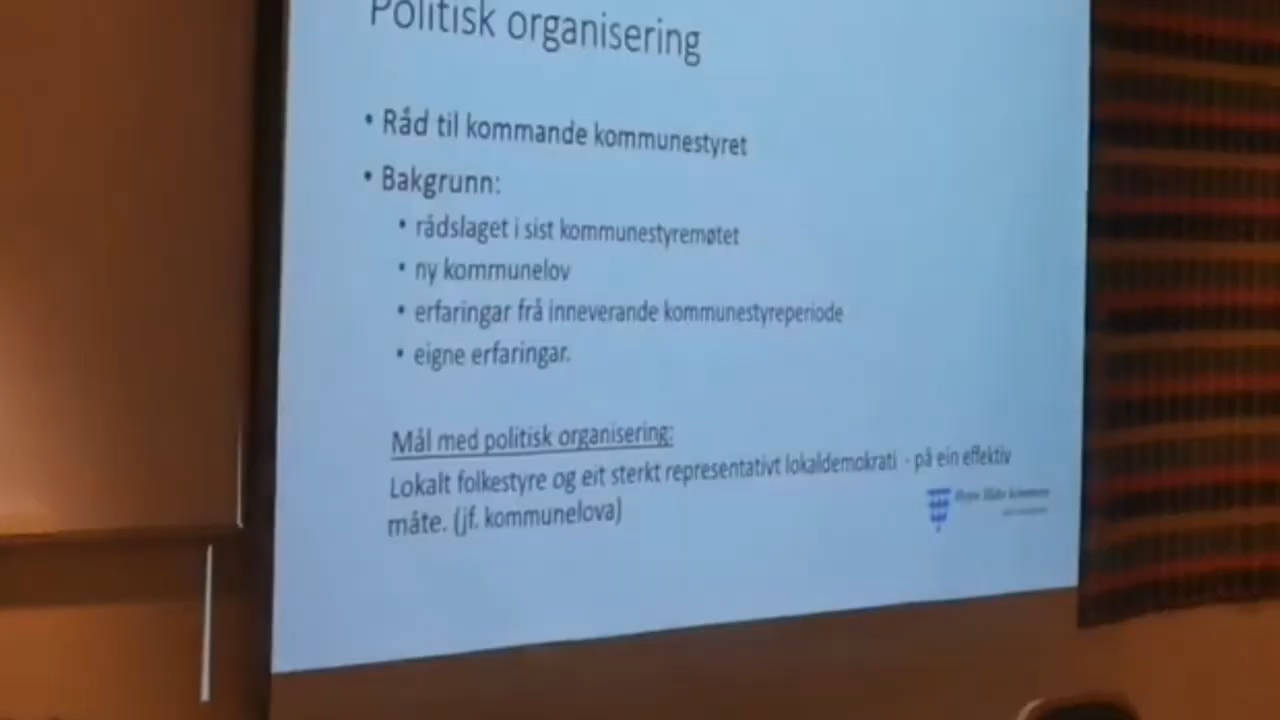 Politisk organisering
• Råd til kommande kommunestyret
• Bakgrunn:
• rådslaget i sist kommunestyremøtet
• ny kommunelov
• erfaringar frå inneverande kommunestyreperiode
• eigne erfaringar.
Mål med politisk organisering:
Lokalt folkestyre og eit sterkt representativt lokaldemokrati - på ein effektiv
måte. (jf. kommunelova)